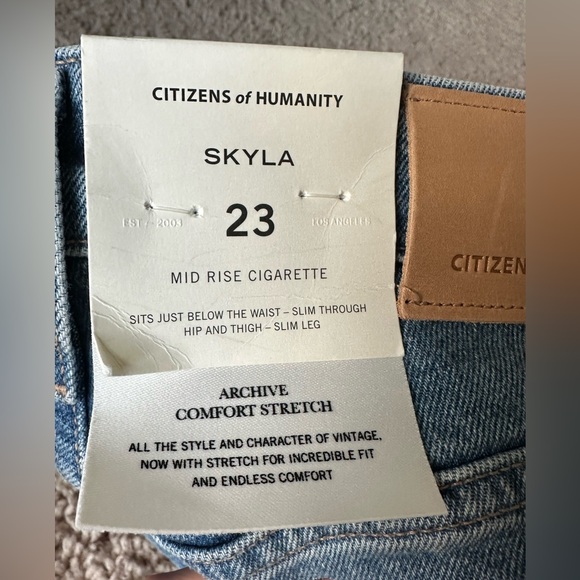 CITIZENS of HUMANITY
SKYLA
EST. 2003
23
LOS ANGELES
MID RISE CIGARETTE
SITS JUST BELOW THE WAIST – SLIM THROUGH
HIP AND THIGH – SLIM LEG
ARCHIVE
COMFORT STRETCH
ALL THE STYLE AND CHARACTER OF VINTAGE,
NOW WITH STRETCH FOR INCREDIBLE FIT
AND ENDLESS COMFORT
CITIZEN